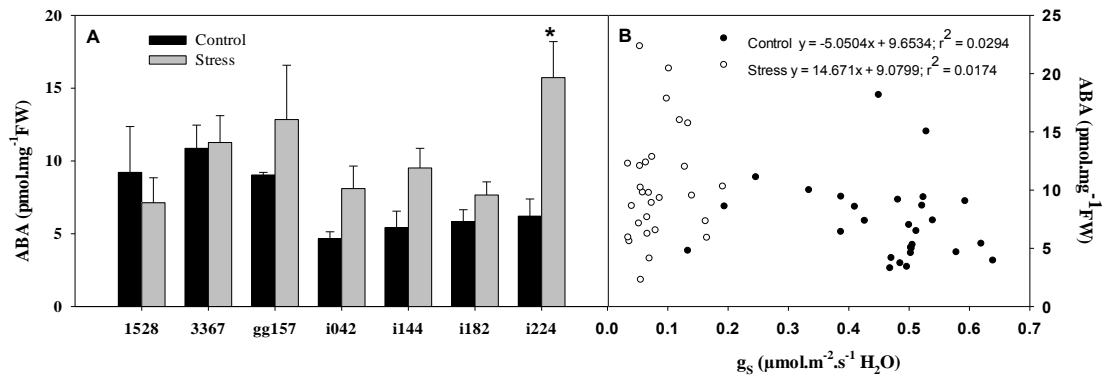 A
Control
Stress
*
20
15
10
5
0
ABA (pmol.mg-1FW)
1528 3367 gg157 i042 i144 i182 i224
B
Control y = -5.0504x + 9.6534; r2 = 0.0294
Stress y = 14.671x + 9.0799; r2 = 0.0174
25
20
15
10
5
0
ABA (pmol.mg-1FW)
0.0 0.1 0.2 0.3 0.4 0.5 0.6 0.7
gS (µmol.m-2.s-1 H2O)